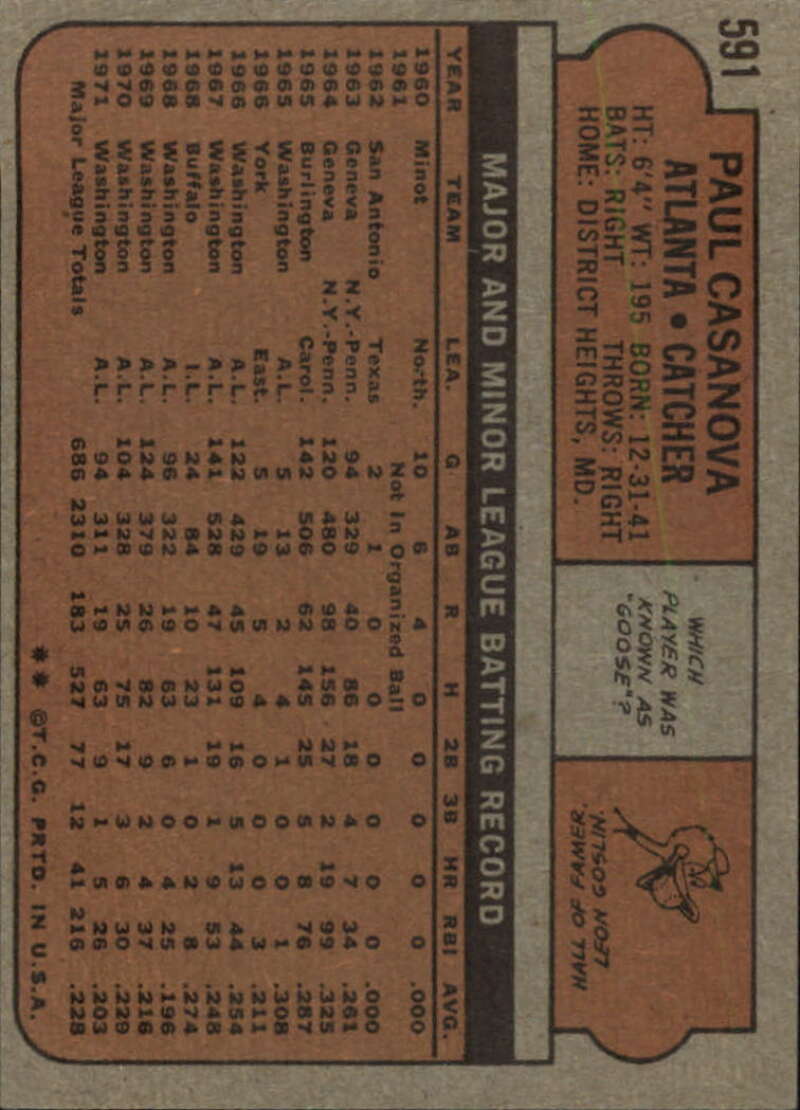 591
PAUL CASANOVA
ATLANTA • CATCHER
HT: 6'4" WT: 195 BORN: 12-31-41
BATS: RIGHT THROWS: RIGHT
HOME: DISTRICT HEIGHTS, MD.
WHICH
PLAYER WAS
KNOWN AS
"GOOSE"?
LEON GOSLIN,
HALL OF FAMER.
MAJOR AND MINOR LEAGUE BATTING RECORD
YEAR TEAM LEA. G AB R H 2B 3B HR RBI AVG.
1960 Minot North. 10 6 4 0 0 0 0 0 .000
1961 Not In Organized Ball
1962 San Antonio Texas 2 1 0 0 0 0 0 0 .000
1963 Geneva N.Y.-Penn. 94 329 40 86 18 4 7 34 .261
1964 Geneva N.Y.-Penn. 120 480 98 156 27 2 19 99 .325
1965 Burlington Carol. 142 506 62 145 25 5 8 76 .287
1965 Washington A.L. 5 13 2 4 1 0 0 1 .308
1966 York East. 5 19 5 4 0 0 0 3 .211
1966 Washington A.L. 122 429 45 109 16 5 13 44 .254
1967 Washington A.L. 141 528 47 131 19 1 9 53 .248
1968 Buffalo I.L. 24 84 10 23 1 0 2 8 .274
1968 Washington A.L. 96 322 19 63 6 0 4 25 .196
1969 Washington A.L. 124 379 26 82 9 2 4 37 .216
1970 Washington A.L. 104 328 25 75 17 3 6 30 .229
1971 Washington A.L. 94 311 19 63 9 1 5 26 .203
Major League Totals 686 2310 183 527 77 12 41 216 .228
** ©T.C.G. PRTD. IN U.S.A.